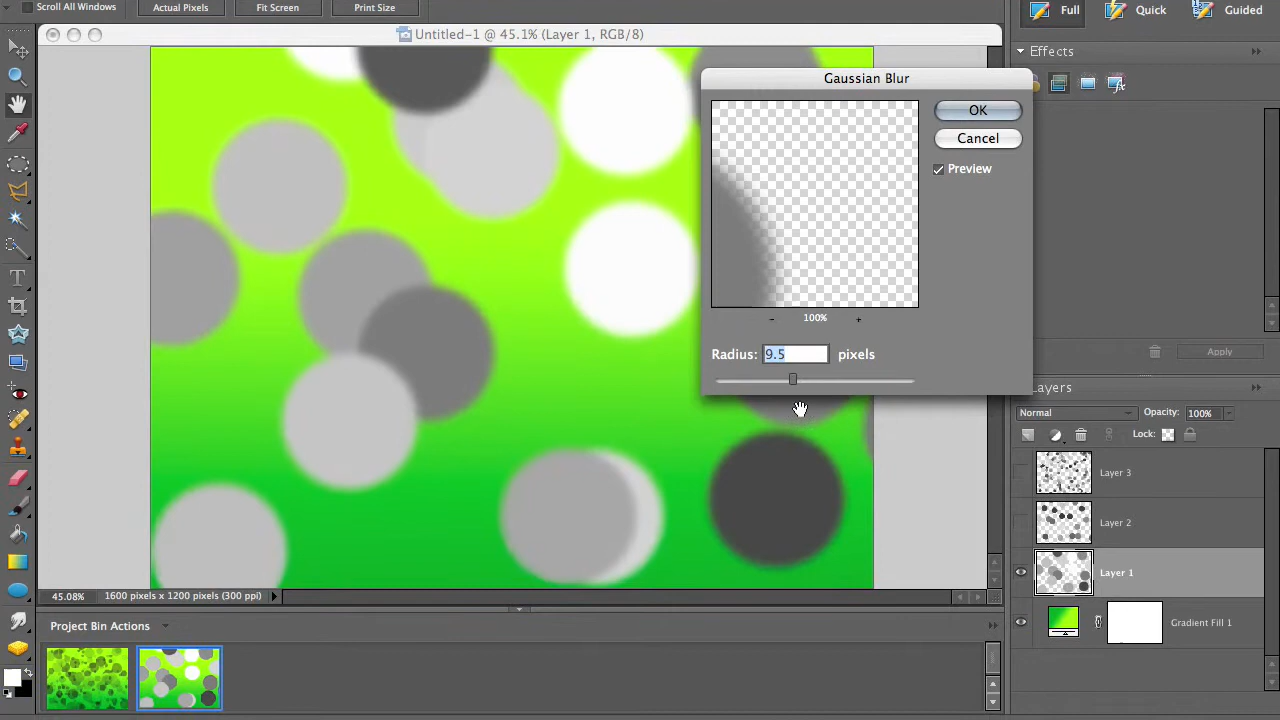 Scroll All Windows
Actual Pixels
Fit Screen
Print Size
Full
Quick
Guided
Untitled-1 @ 45.1% (Layer 1, RGB/8)
Effects
Gaussian Blur
OK
Cancel
Preview
100%
Radius: 9.5 pixels
Apply
Layers
Normal
Opacity: 100%
Lock:
Layer 3
Layer 2
Layer 1
Gradient Fill 1
45.08%
1600 pixels x 1200 pixels (300 ppi)
Project Bin Actions